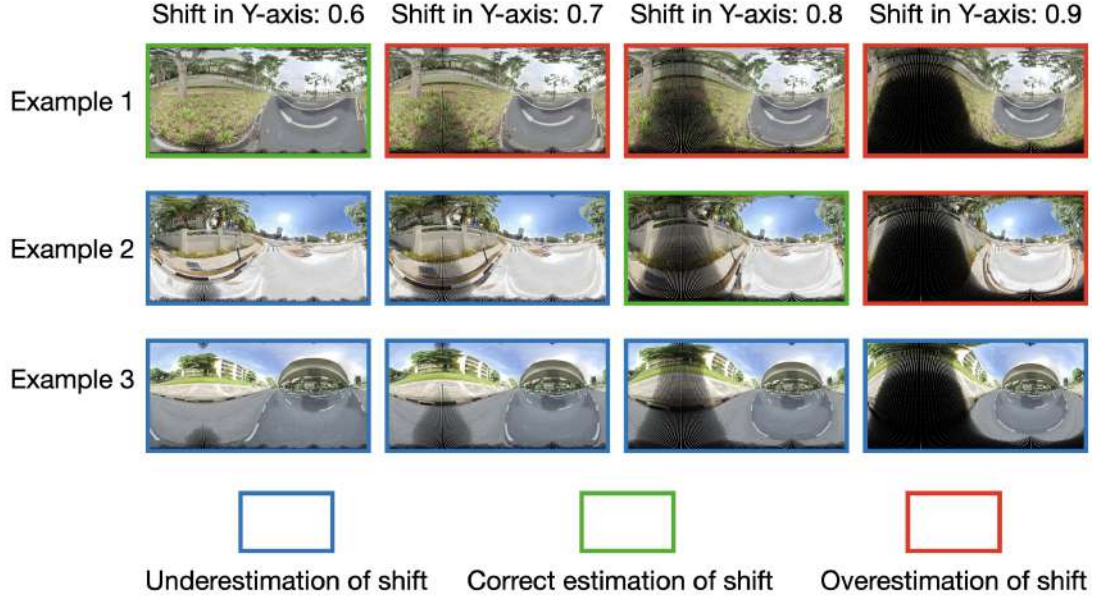 Shift in Y-axis: 0.6 Shift in Y-axis: 0.7 Shift in Y-axis: 0.8 Shift in Y-axis: 0.9
Example 1
Example 2
Example 3
Underestimation of shift Correct estimation of shift Overestimation of shift